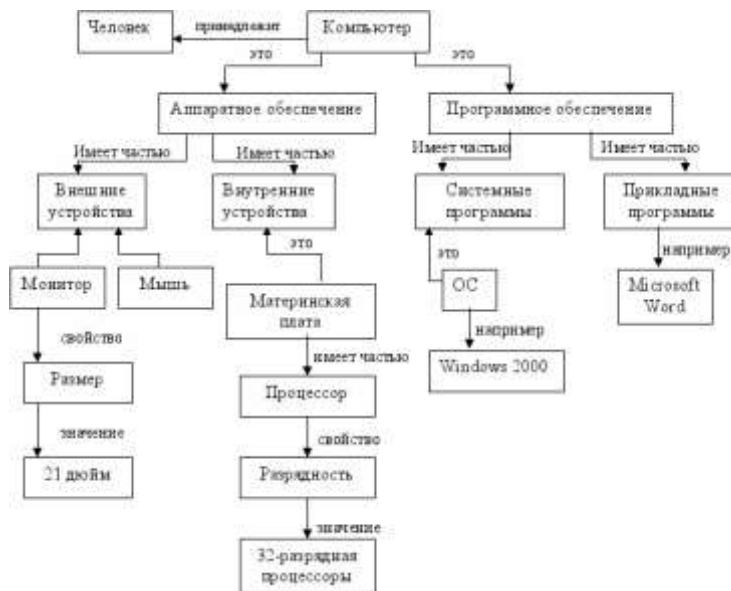 Человек
принадлежит
Компьютер
это
это
Аппаратное обеспечение
Программное обеспечение
Имеет частью
Имеет частью
Имеет частью
Имеет частью
Внешние
устройства
Внутренние
устройства
Системные
программы
Прикладные
программы
это
это
например
Монитор
Мышь
Материнская
плата
ОС
Microsoft
Word
свойство
например
имеет частью
Размер
Процессор
Windows 2000
значение
свойство
21 дюйм
Разрядность
значение
32-разрядная
процессоры